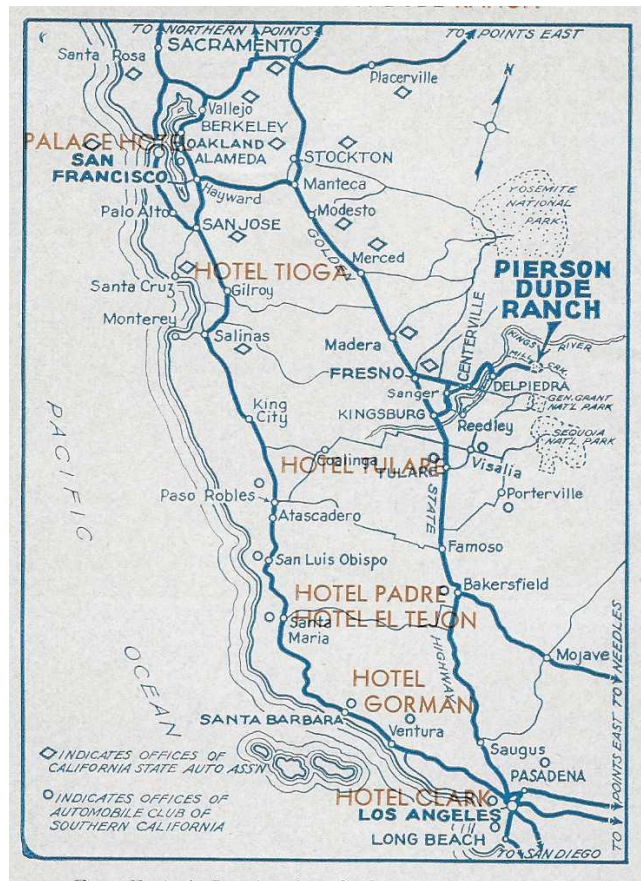 TO NORTHERN POINTS
SACRAMENTO
TO POINTS EAST
Santa Rosa
Placerville
N
Vallejo
BERKELEY
PALACE HOTEL
OAKLAND
ALAMEDA
SAN
FRANCISCO
STOCKTON
Hayward
Manteca
YOSEMITE
NATIONAL
PARK
Palo Alto
SAN JOSE
Modesto
GOLDEN
Merced
HOTEL TIOGA
Santa Cruz
Gilroy
PIERSON
DUDE
RANCH
Monterey
Salinas
Madera
CENTERVILLE
KINGS RIVER
MILL CRK.
FRESNO
DELPIEDRA
Sanger
GEN. GRANT
NAT'L PARK
KINGSBURG
Reedley
King
City
SEQUOIA
NAT'L PARK
PACIFIC
Coalinga
HOTEL TULARE
TULARE
Visalia
STATE
Paso Robles
Porterville
Atascadero
Famoso
San Luis Obispo
HOTEL PADRE
Bakersfield
HOTEL EL TEJON
Santa
Maria
HIGHWAY
Mojave
OCEAN
HOTEL
GORMAN
SANTA BARBARA
Ventura
Saugus
PASADENA
INDICATES OFFICES OF
CALIFORNIA STATE AUTO ASS'N
INDICATES OFFICES OF
AUTOMOBILE CLUB OF
SOUTHERN CALIFORNIA
HOTEL CLARK
LOS ANGELES
LONG BEACH
TO SAN DIEGO
TO POINTS EAST TO NEEDLES